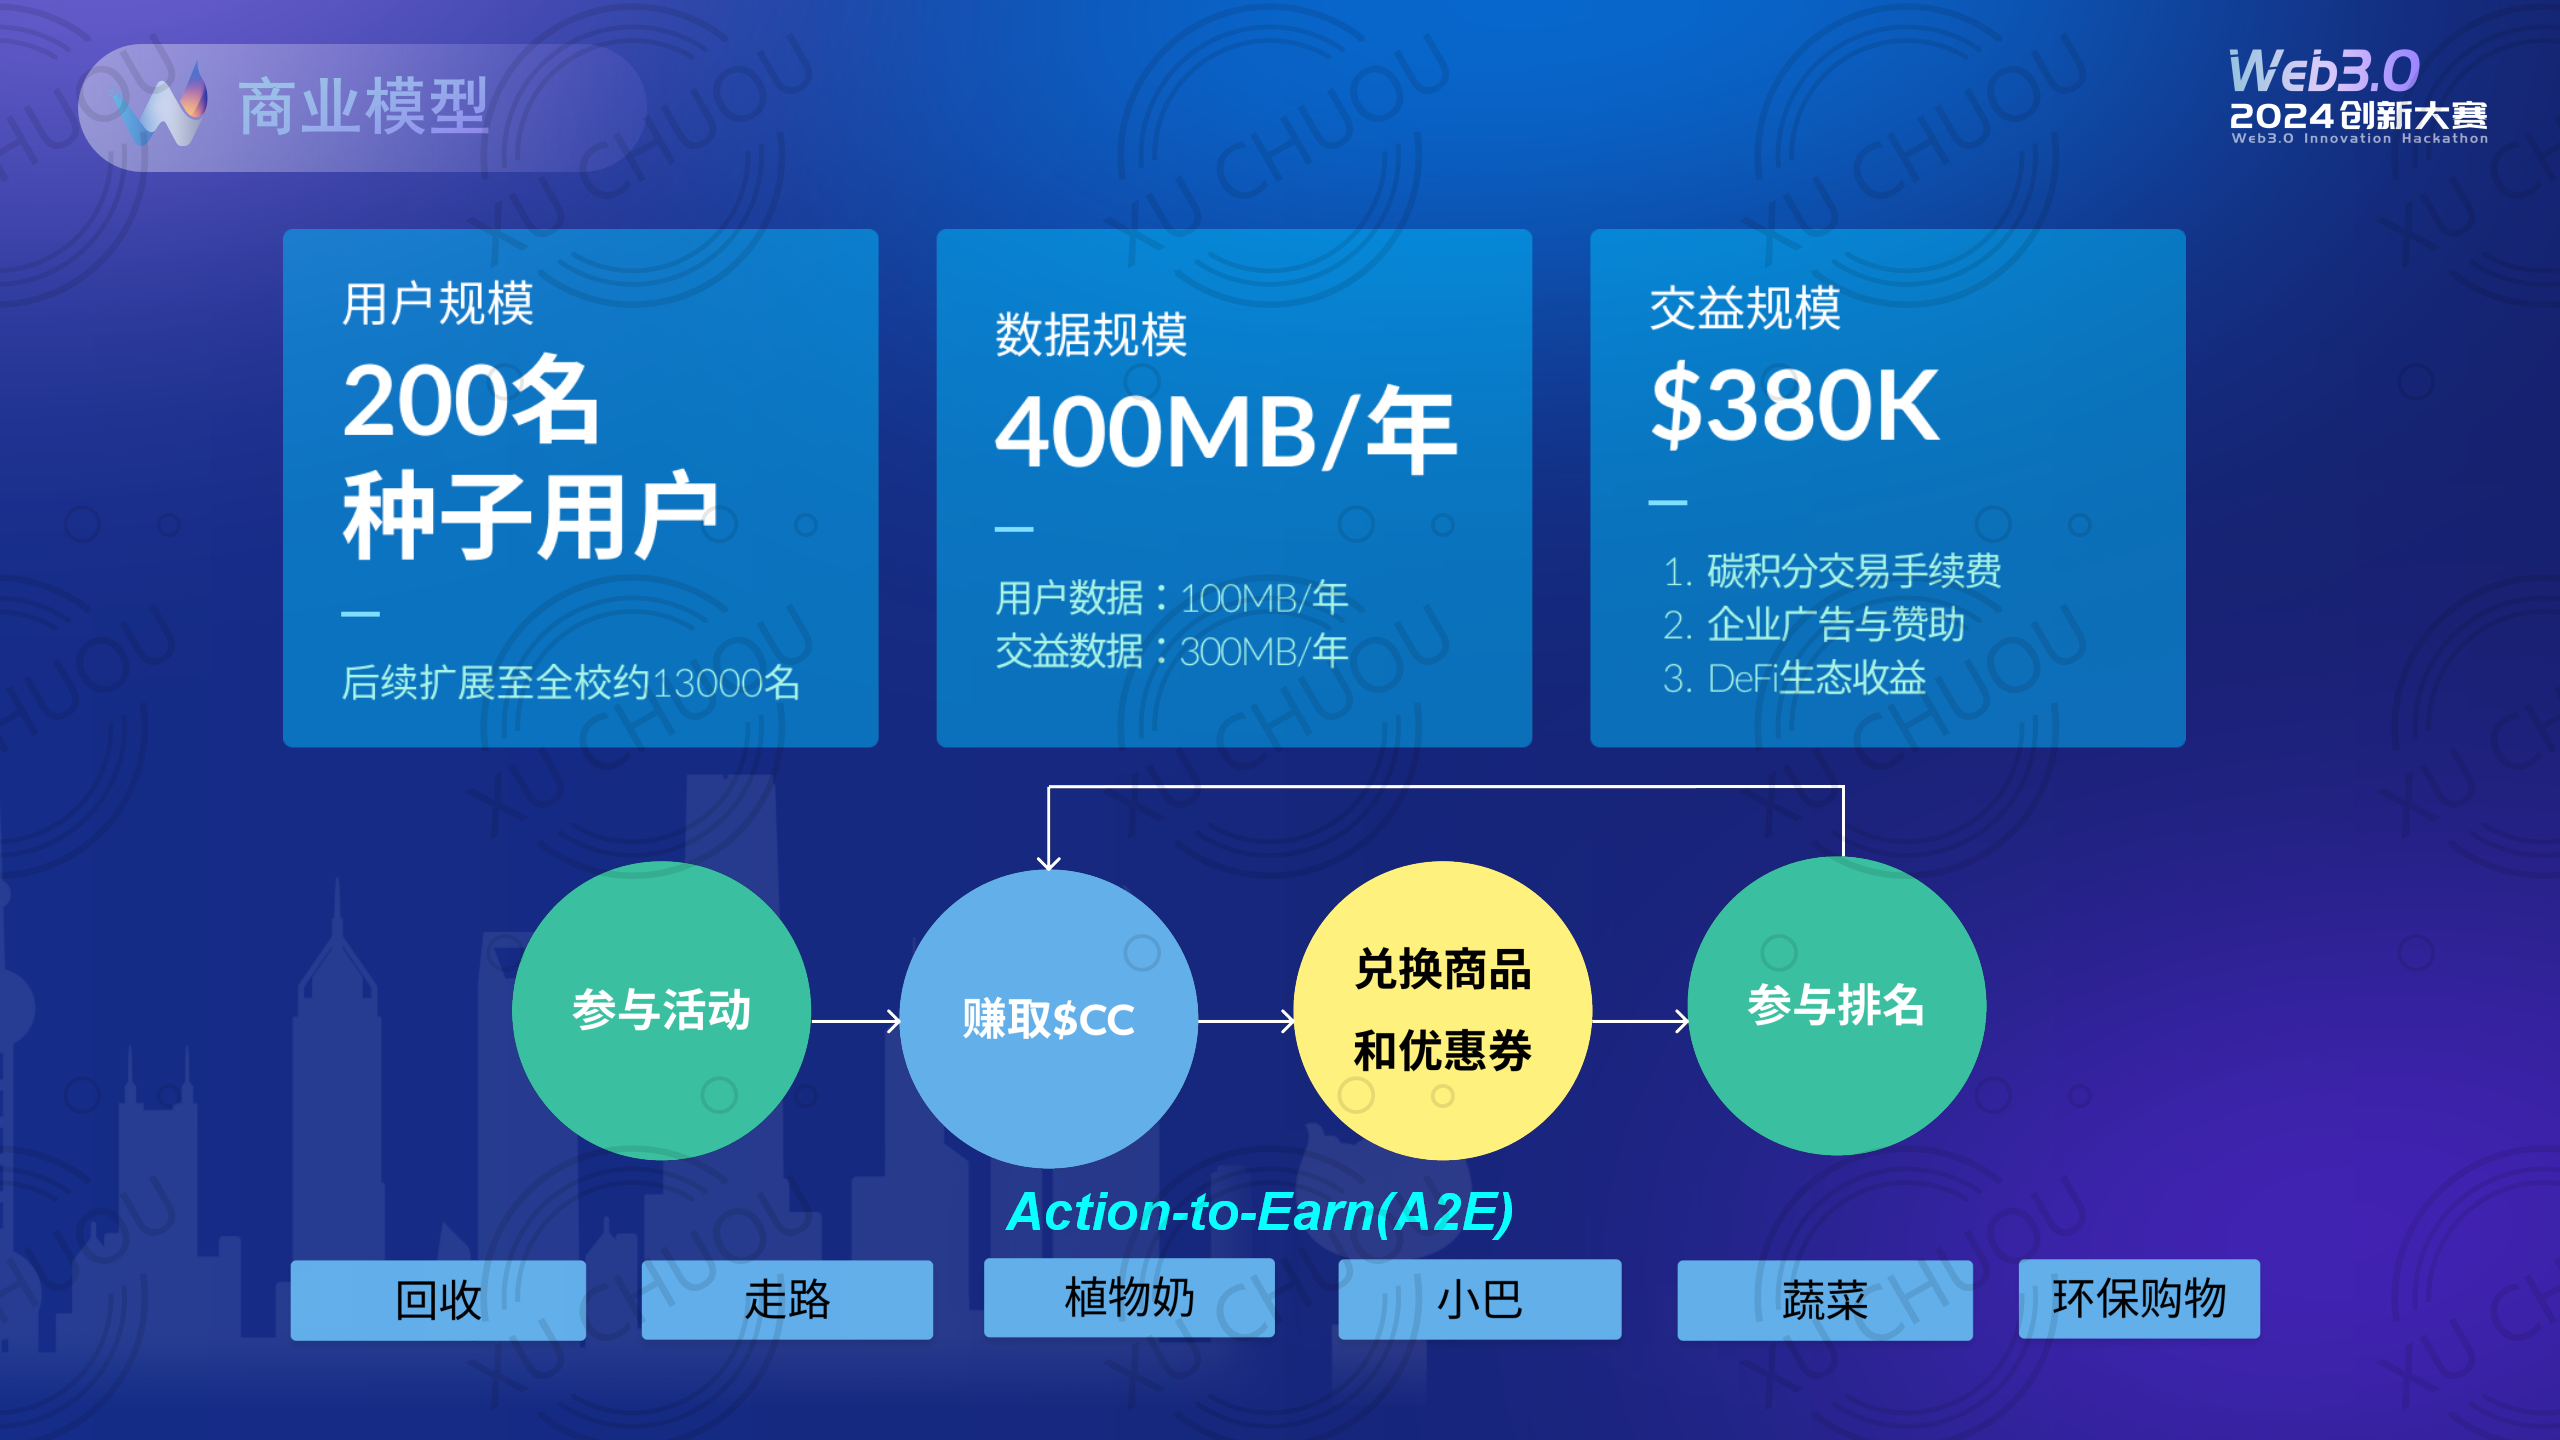 商业模型
Web3.0
2024创新大赛
Web3.0 Innovation Hackathon
用户规模
200名
种子用户
后续扩展至全校约13000名
数据规模
400MB/年
用户数据：100MB/年
交益数据：300MB/年
交益规模
$380K
1. 碳积分交易手续费
2. 企业广告与赞助
3. DeFi生态收益
参与活动
赚取$CC
兑换商品
和优惠券
参与排名
Action-to-Earn(A2E)
回收
走路
植物奶
小巴
蔬菜
环保购物
XU CHUOU